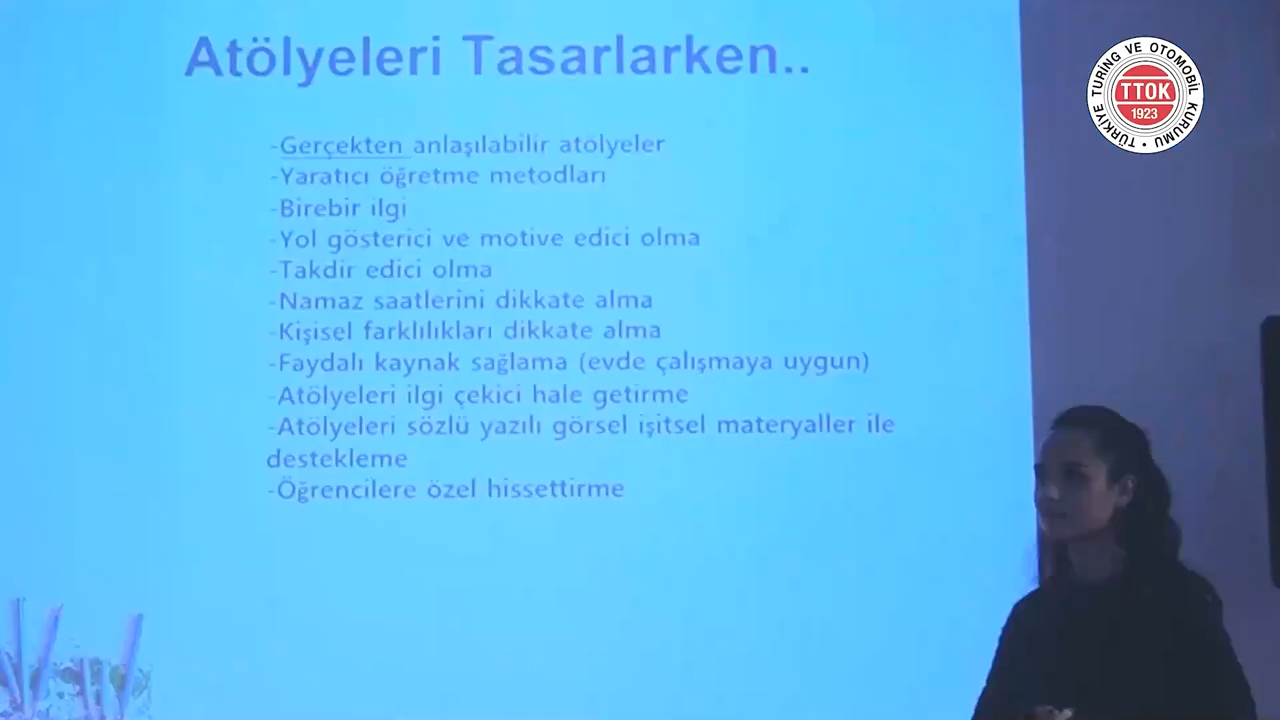 Atölyeleri Tasarlarken..
-Gerçekten anlaşılabilir atölyeler
-Yaratıcı öğretme metodları
-Birebir ilgi
-Yol gösterici ve motive edici olma
-Takdir edici olma
-Namaz saatlerini dikkate alma
-Kişisel farklılıkları dikkate alma
-Faydalı kaynak sağlama (evde çalışmaya uygun)
-Atölyeleri ilgi çekici hale getirme
-Atölyeleri sözlü yazılı görsel işitsel materyaller ile
destekleme
-Öğrencilere özel hissettirme
TÜRKİYE TURİNG VE OTOMOBİL KURUMU •
TTOK
1923